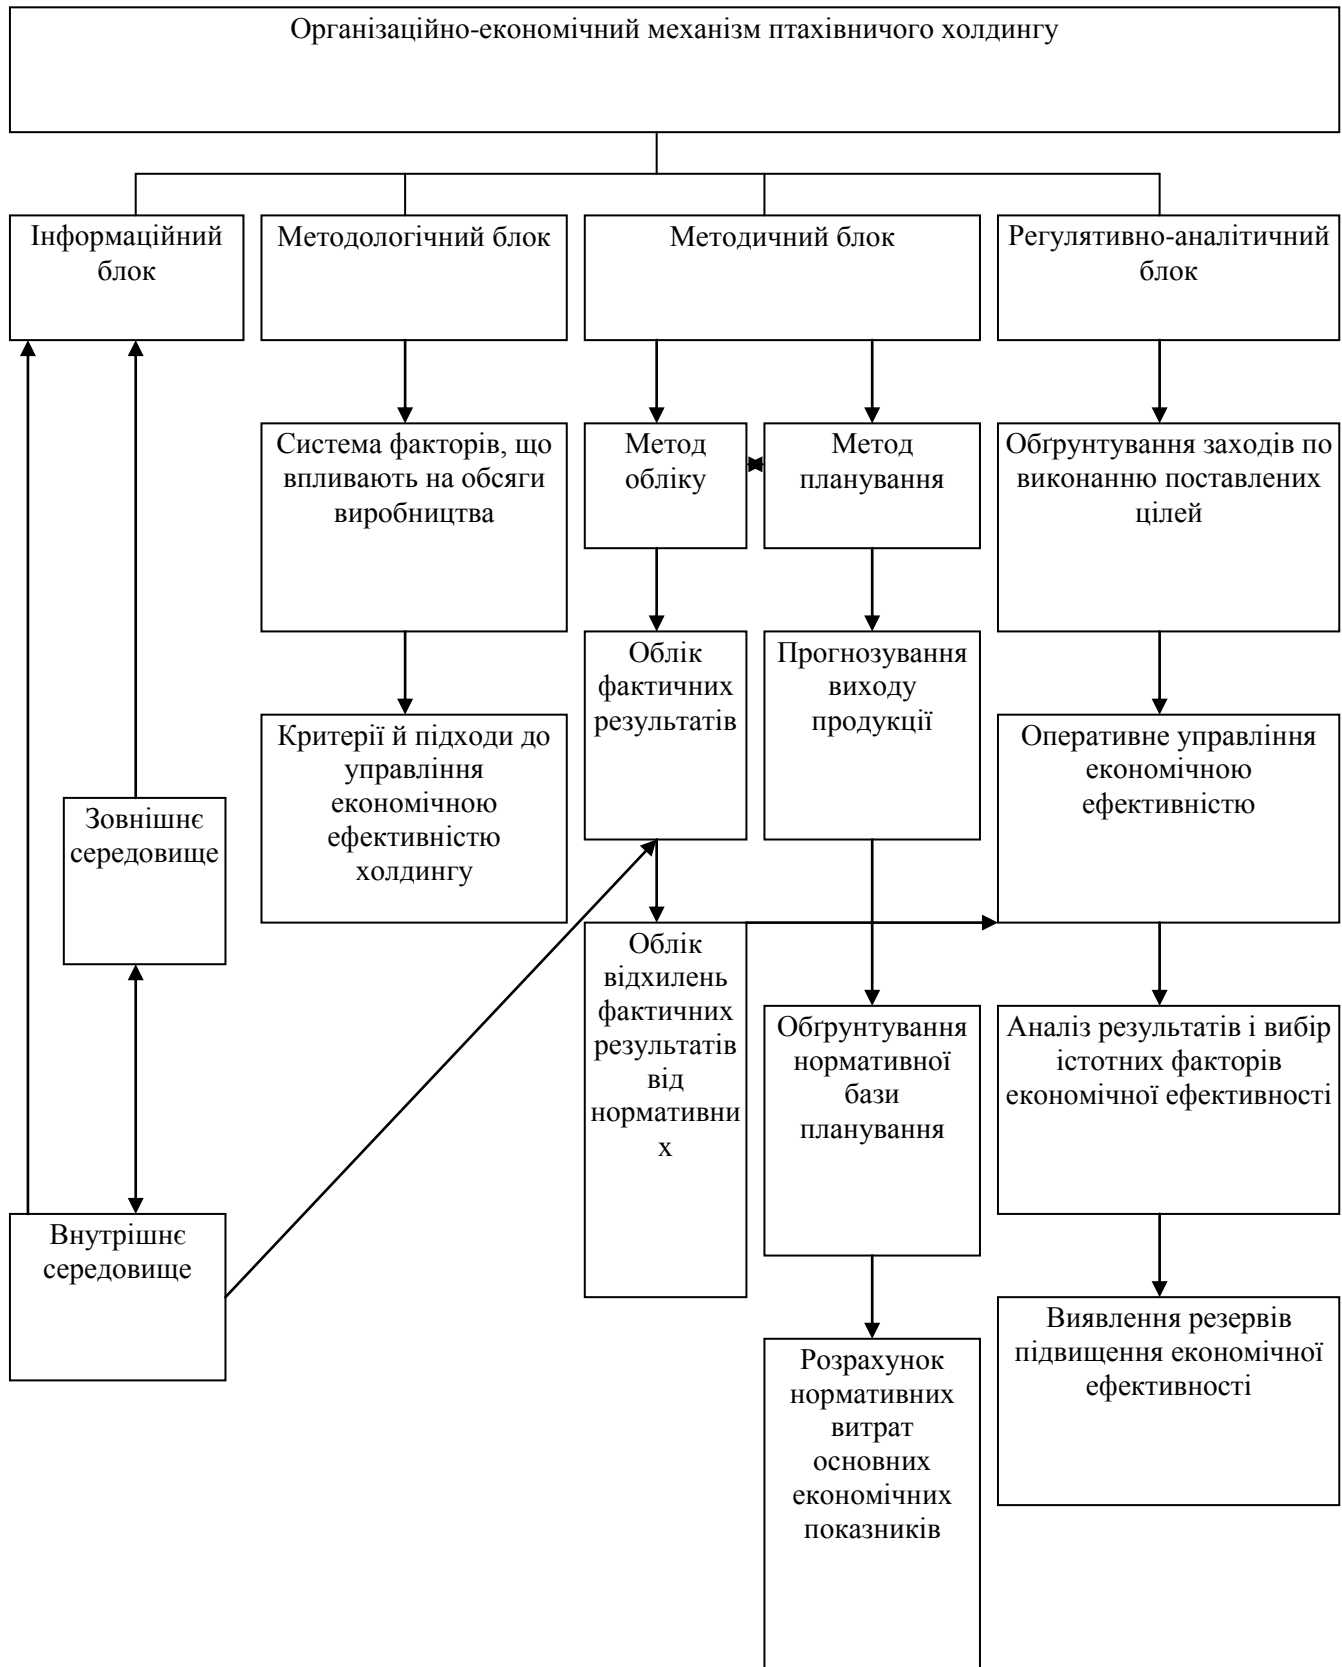 Організаційно-економічний механізм птахівничого холдингу
Інформаційний
блок
Методологічний блок
Методичний блок
Регулятивно-аналітичний
блок
Система факторів, що
впливають на обсяги
виробництва
Метод
обліку
Метод
планування
Обґрунтування заходів по
виконанню поставлених
цілей
Облік
фактичних
результатів
Прогнозування
виходу
продукції
Критерії й підходи до
управління
економічною
ефективністю
холдингу
Оперативне управління
економічною
ефективністю
Зовнішнє
середовище
Облік
відхилень
фактичних
результатів
від
нормативни
х
Обґрунтування
нормативної
бази
планування
Аналіз результатів і вибір
істотних факторів
економічної ефективності
Внутрішнє
середовище
Виявлення резервів
підвищення економічної
ефективності
Розрахунок
нормативних
витрат
основних
економічних
показників